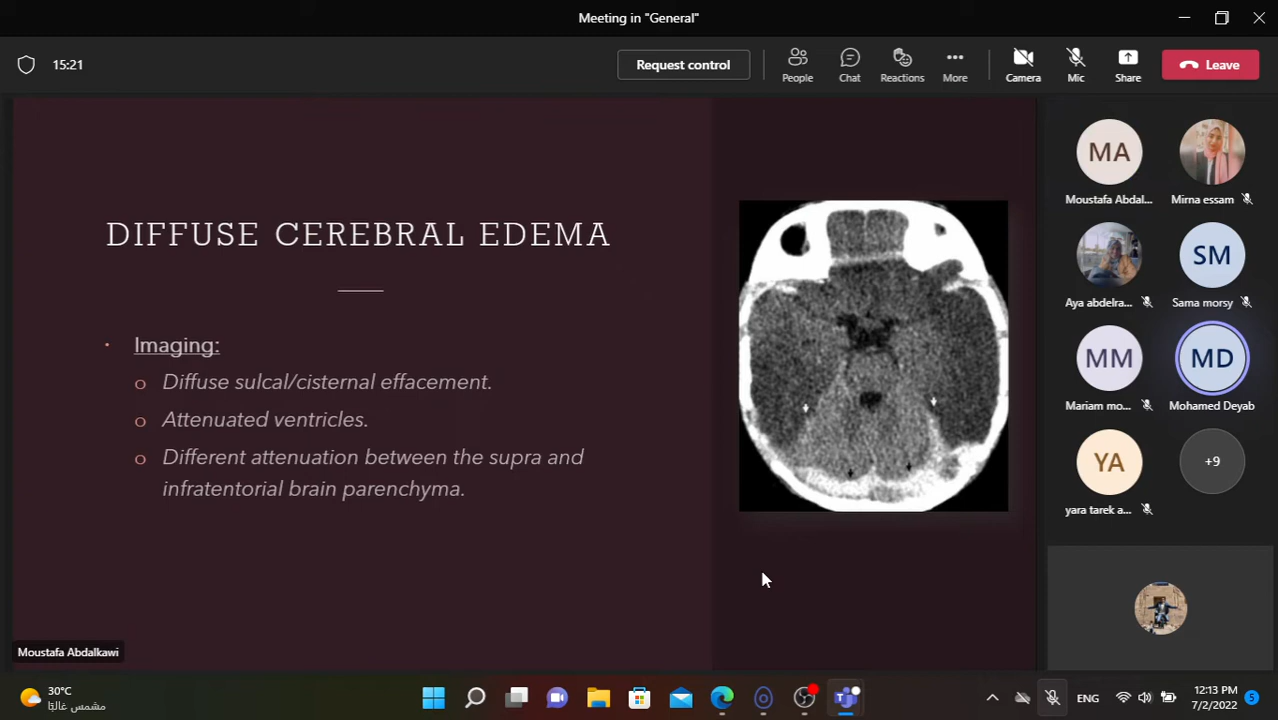 Meeting in "General"
15:21
Request control
People
Chat
Reactions
More
Camera
Mic
Share
Leave
DIFFUSE CEREBRAL EDEMA
Imaging:
o Diffuse sulcal/cisternal effacement.
o Attenuated ventricles.
o Different attenuation between the supra and
infratentorial brain parenchyma.
MA
Moustafa Abdal...
Mirna essam
Aya abdelra...
SM
Sama morsy
MM
Mariam mo...
MD
Mohamed Deyab
YA
yara tarek a...
+9
Moustafa Abdalkawi
30°C
مشمس غالبًا
ENG
12:13 PM
7/2/2022
5